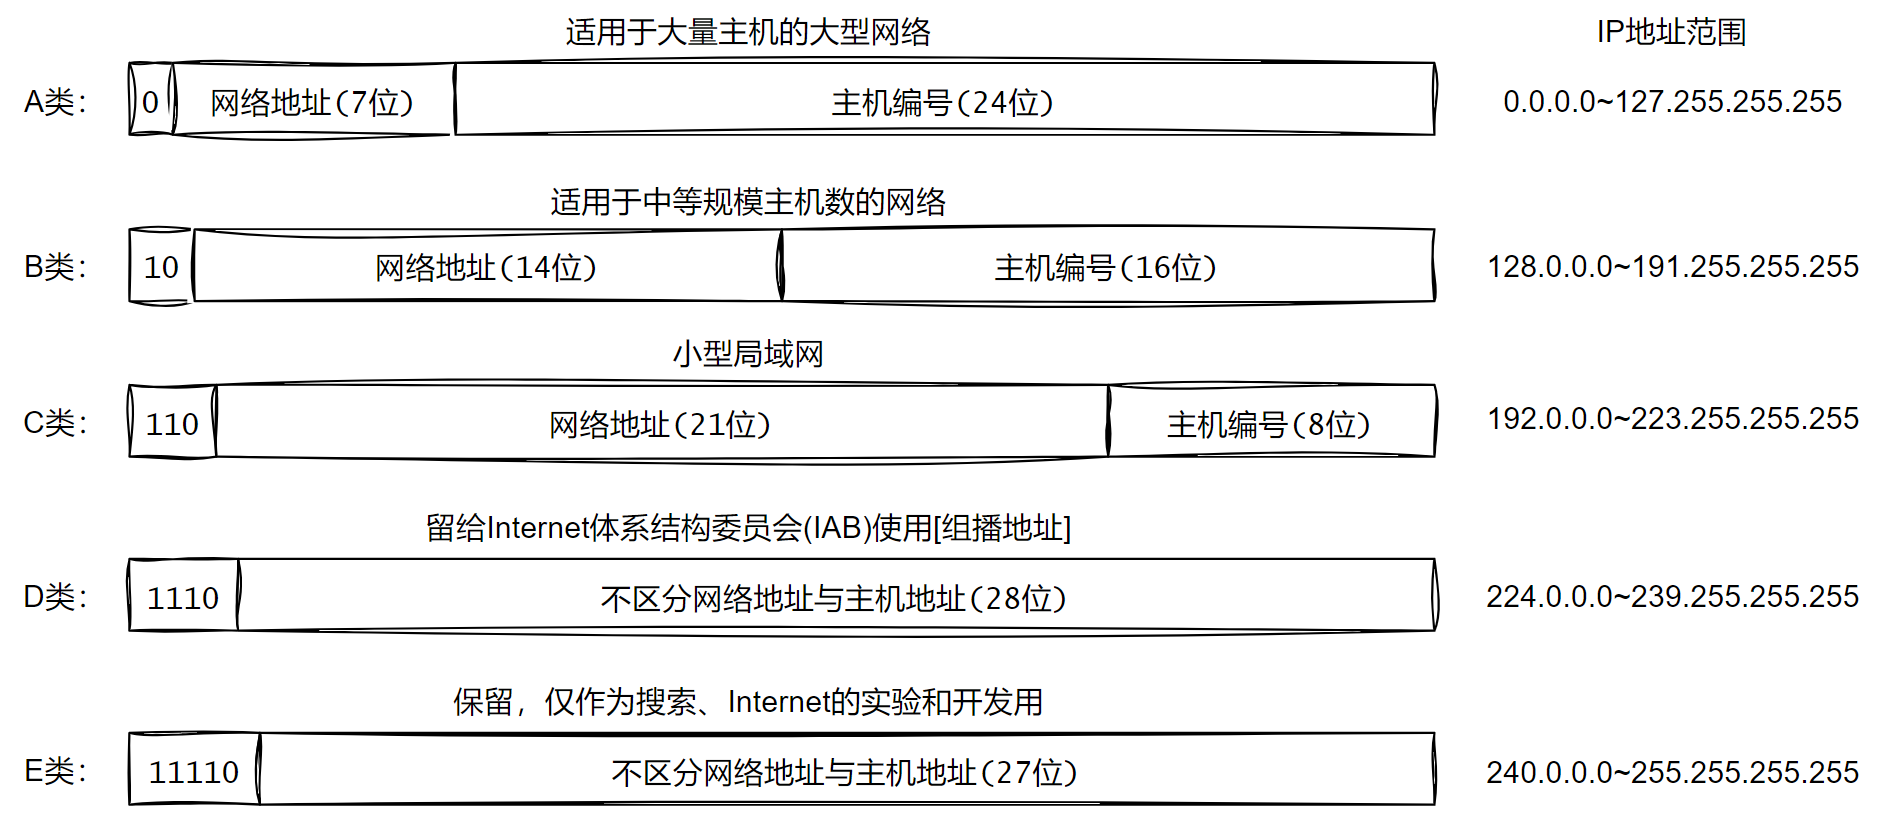 适用于大量主机的大型网络 IP地址范围
A类： 0 网络地址(7位) 主机编号(24位) 0.0.0.0~127.255.255.255
适用于中等规模主机数的网络
B类： 10 网络地址(14位) 主机编号(16位) 128.0.0.0~191.255.255.255
小型局域网
C类： 110 网络地址(21位) 主机编号(8位) 192.0.0.0~223.255.255.255
留给Internet体系结构委员会(IAB)使用[组播地址]
D类： 1110 不区分网络地址与主机地址(28位) 224.0.0.0~239.255.255.255
保留，仅作为搜索、Internet的实验和开发用
E类： 11110 不区分网络地址与主机地址(27位) 240.0.0.0~255.255.255.255